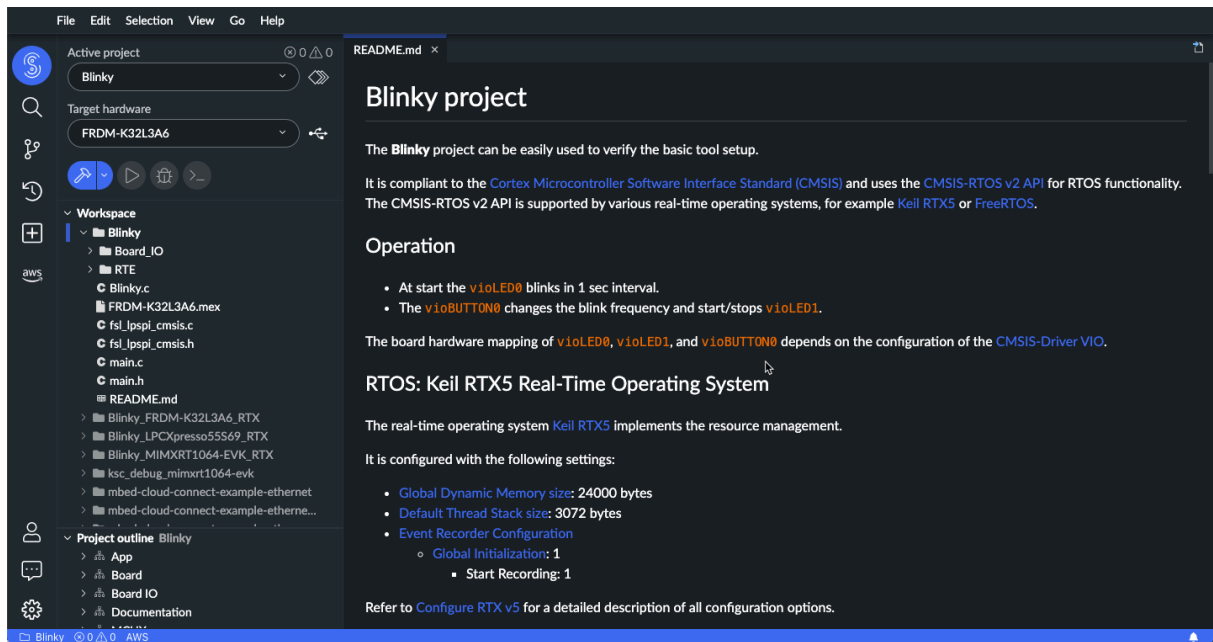 File Edit Selection View Go Help
Active project 0 0
Blinky
Target hardware
FRDM-K32L3A6
aws
Workspace
Blinky
Board_IO
RTE
Blinky.c
FRDM-K32L3A6.mex
fsl_lpspi_cmsis.c
fsl_lpspi_cmsis.h
main.c
main.h
README.md
Blinky_FRDM-K32L3A6_RTX
Blinky_LPCXpresso55S69_RTX
Blinky_MIMXRT1064-EVK_RTX
ksc_debug_mimxrt1064-evk
mbed-cloud-connect-example-ethernet
mbed-cloud-connect-example-etherne...
Project outline Blinky
App
Board
Board IO
Documentation
README.md ×
Blinky project
The Blinky project can be easily used to verify the basic tool setup.
It is compliant to the Cortex Microcontroller Software Interface Standard (CMSIS) and uses the CMSIS-RTOS v2 API for RTOS functionality.
The CMSIS-RTOS v2 API is supported by various real-time operating systems, for example Keil RTX5 or FreeRTOS.
Operation
• At start the vioLED0 blinks in 1 sec interval.
• The vioBUTTON0 changes the blink frequency and start/stops vioLED1.
The board hardware mapping of vioLED0, vioLED1, and vioBUTTON0 depends on the configuration of the CMSIS-Driver VIO.
RTOS: Keil RTX5 Real-Time Operating System
The real-time operating system Keil RTX5 implements the resource management.
It is configured with the following settings:
• Global Dynamic Memory size: 24000 bytes
• Default Thread Stack size: 3072 bytes
• Event Recorder Configuration
◦ Global Initialization: 1
▪ Start Recording: 1
Refer to Configure RTX v5 for a detailed description of all configuration options.
Blinky 0 0 AWS